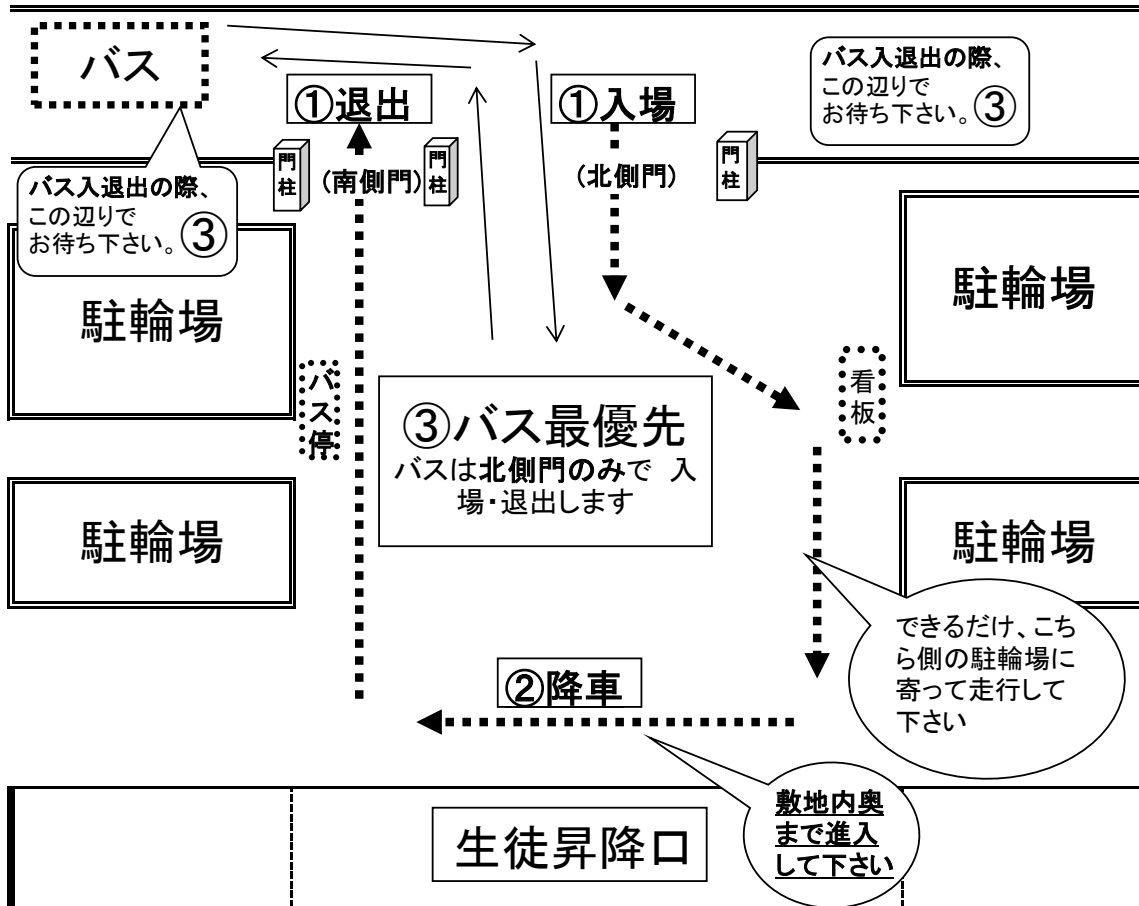 バス
①退出
①入場
バス入退出の際、
この辺りで
お待ち下さい。③
門柱
(南側門)
門柱
(北側門)
門柱
バス入退出の際、
この辺りで
お待ち下さい。③
駐輪場
駐輪場
バス停
看板
③バス最優先
バスは北側門のみで 入
場・退出します
駐輪場
駐輪場
できるだけ、こち
ら側の駐輪場に
寄って走行して
下さい
②降車
敷地内奥
まで進入
して下さい
生徒昇降口